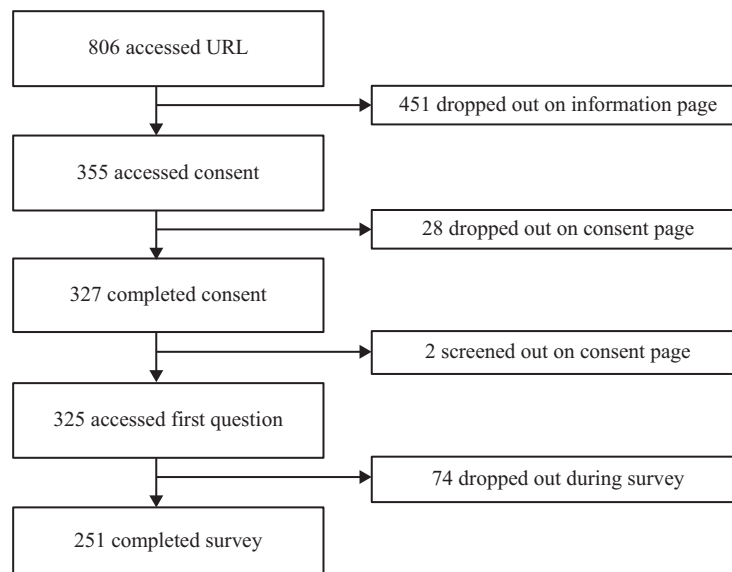 806 accessed URL
451 dropped out on information page
355 accessed consent
28 dropped out on consent page
327 completed consent
2 screened out on consent page
325 accessed first question
74 dropped out during survey
251 completed survey